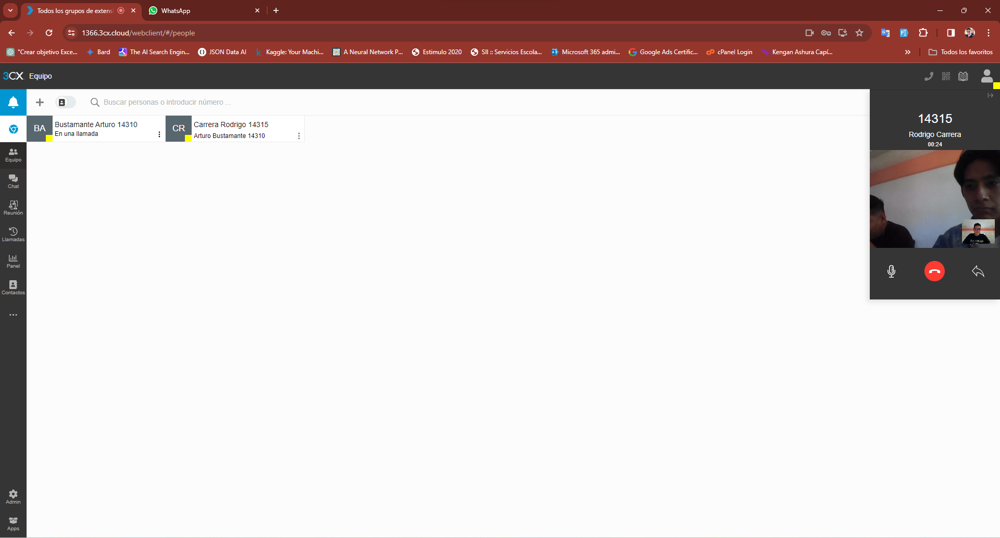 Todos los grupos de extens
WhatsApp
1366.3cx.cloud/webclient/#/people
"Crear objetivo Exce...
Bard
The AI Search Engin...
JSON Data AI
Kaggle: Your Machi...
A Neural Network P...
Estimulo 2020
SII :: Servicios Escola...
Microsoft 365 admi...
Google Ads Certific...
cPanel Login
Kengan Ashura Capí...
Todos los favoritos
3CX
Equipo
Buscar personas o introducir número ...
BA
Bustamante Arturo 14310
En una llamada
CR
Carrera Rodrigo 14315
Arturo Bustamante 14310
14315
Rodrigo Carrera
00:24
Equipo
Chat
Reunión
Llamadas
Panel
Contactos
Admin
Apps